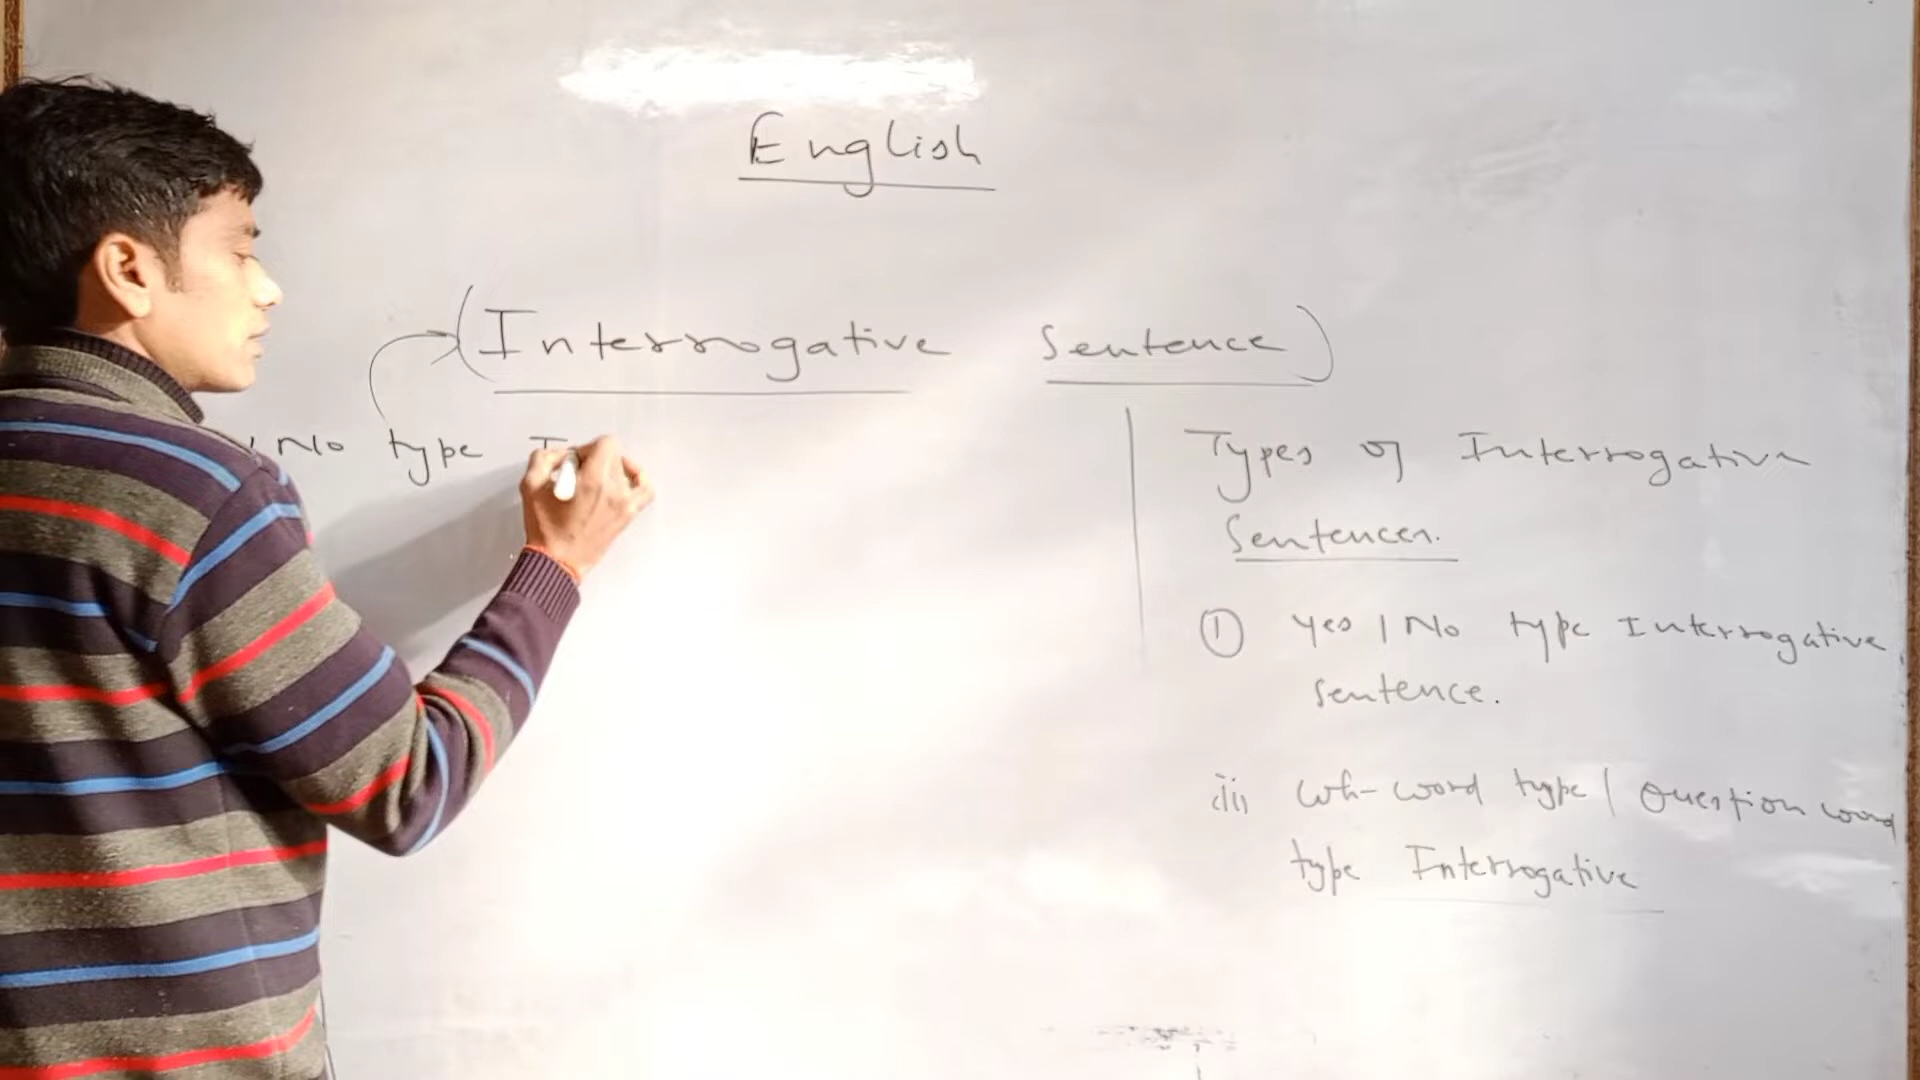 English
(Interrogative Sentence)
/ No type I
Types of Interrogative
Sentences.
① Yes / No type Interrogative
sentence.
ii) Wh-word type / Question word
type Interrogative